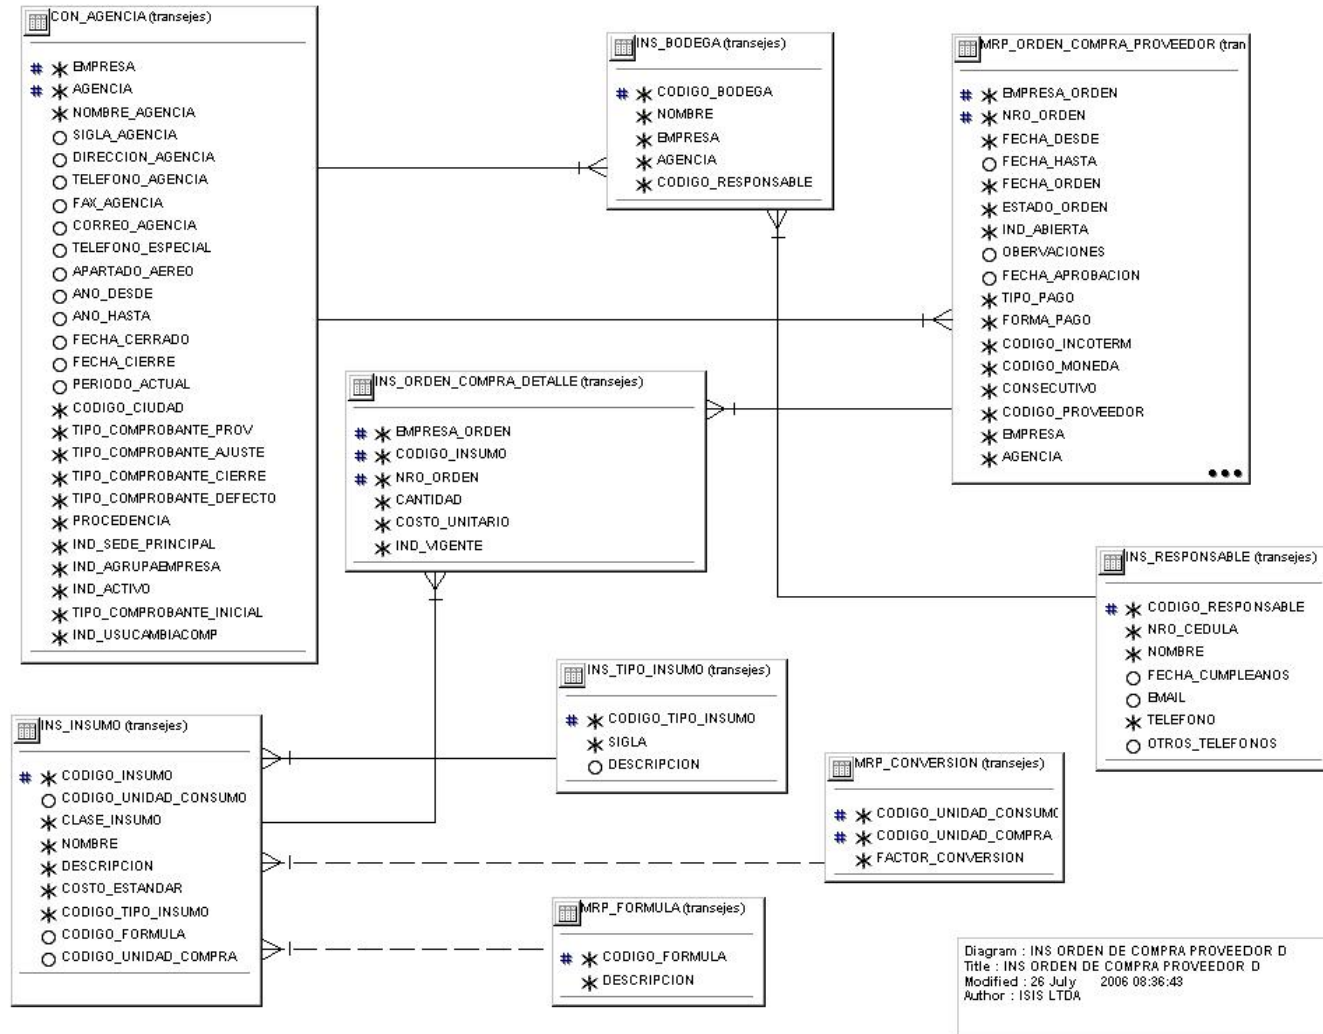 CON_AGENCIA (transejes)
# * EMPRESA
# * AGENCIA
* NOMBRE_AGENCIA
O SIGLA_AGENCIA
O DIRECCION_AGENCIA
O TELEFONO_AGENCIA
O FAX_AGENCIA
O CORREO_AGENCIA
O TELEFONO_ESPECIAL
O APARTADO_AEREO
O ANO_DESDE
O ANO_HASTA
O FECHA_CERRADO
O FECHA_CIERRE
O PERIODO_ACTUAL
* CODIGO_CIUDAD
* TIPO_COMPROBANTE_PROV
* TIPO_COMPROBANTE_AJUSTE
* TIPO_COMPROBANTE_CIERRE
* TIPO_COMPROBANTE_DEFECTO
* PROCEDENCIA
* IND_SEDE_PRINCIPAL
* IND_AGRUPAEMPRESA
* IND_ACTIVO
* TIPO_COMPROBANTE_INICIAL
* IND_USUCAMBIACOMP
INS_BODEGA (transejes)
# * CODIGO_BODEGA
* NOMBRE
* EMPRESA
* AGENCIA
* CODIGO_RESPONSABLE
MRP_ORDEN_COMPRA_PROVEEDOR (tran
# * EMPRESA_ORDEN
# * NRO_ORDEN
* FECHA_DESDE
O FECHA_HASTA
* FECHA_ORDEN
* ESTADO_ORDEN
* IND_ABIERTA
O OBERVACIONES
O FECHA_APROBACION
* TIPO_PAGO
* FORMA_PAGO
* CODIGO_INCOTERM
* CODIGO_MONEDA
* CONSECUTIVO
* CODIGO_PROVEEDOR
* EMPRESA
* AGENCIA
...
INS_ORDEN_COMPRA_DETALLE (transejes)
# * EMPRESA_ORDEN
# * CODIGO_INSUMO
# * NRO_ORDEN
* CANTIDAD
* COSTO_UNITARIO
* IND_VIGENTE
INS_RESPONSABLE (transejes)
# * CODIGO_RESPONSABLE
* NRO_CEDULA
* NOMBRE
O FECHA_CUMPLEANOS
O EMAIL
* TELEFONO
O OTROS_TELEFONOS
INS_TIPO_INSUMO (transejes)
# * CODIGO_TIPO_INSUMO
* SIGLA
O DESCRIPCION
INS_INSUMO (transejes)
# * CODIGO_INSUMO
O CODIGO_UNIDAD_CONSUMO
* CLASE_INSUMO
* NOMBRE
* DESCRIPCION
* COSTO_ESTANDAR
* CODIGO_TIPO_INSUMO
O CODIGO_FORMULA
O CODIGO_UNIDAD_COMPRA
MRP_CONVERSION (transejes)
# * CODIGO_UNIDAD_CONSUMC
# * CODIGO_UNIDAD_COMPRA
* FACTOR_CONVERSION
MRP_FORMULA (transejes)
# * CODIGO_FORMULA
* DESCRIPCION
Diagram : INS ORDEN DE COMPRA PROVEEDOR D
Title : INS ORDEN DE COMPRA PROVEEDOR D
Modified : 26 July 2006 08:36:43
Author : ISIS LTDA